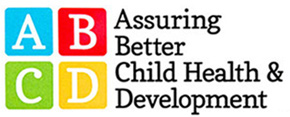 A B
C D
Assuring
Better
Child Health &
Development